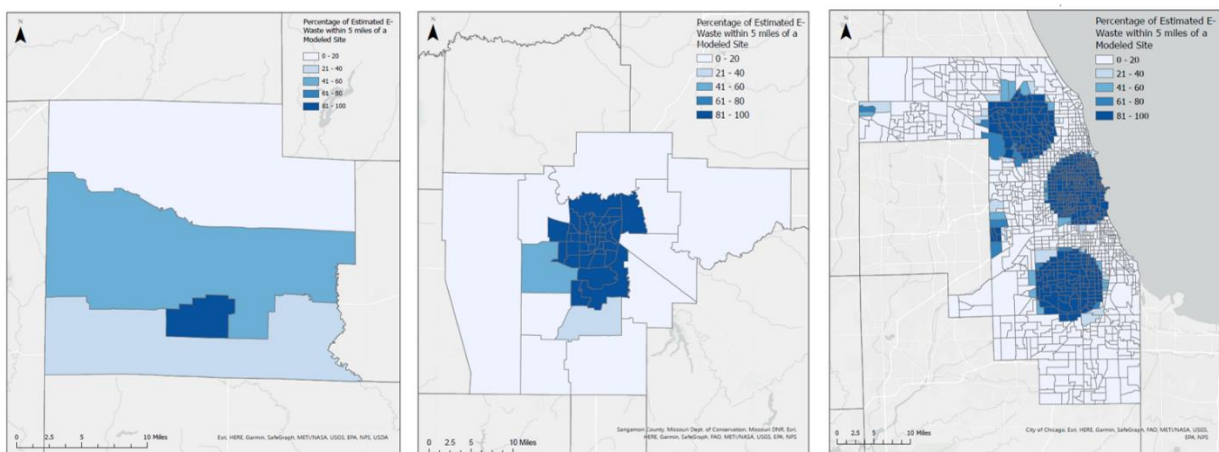 N
Percentage of Estimated E-
Waste within 5 miles of a
Modeled Site
0 - 20
21 - 40
41 - 60
61 - 80
81 - 100
0 2.5 5 10 Miles
Esri, HERE, Garmin, SafeGraph, METI/NASA, USGS, EPA, NPS, USDA
N
Percentage of Estimated E-
Waste within 5 miles of a
Modeled Site
0 - 20
21 - 40
41 - 60
61 - 80
81 - 100
0 2.5 5 10 Miles
Sangamon County, Missouri Dept. of Conservation, Missouri DNR, Esri,
HERE, Garmin, SafeGraph, FAO, METI/NASA, USGS, EPA, NPS
N
Percentage of Estimated E-
Waste within 5 miles of a
Modeled Site
0 - 20
21 - 40
41 - 60
61 - 80
81 - 100
0 2.5 5 10 Miles
City of Chicago, Esri, HERE, Garmin, SafeGraph, FAO, METI/NASA, USGS,
EPA, NPS